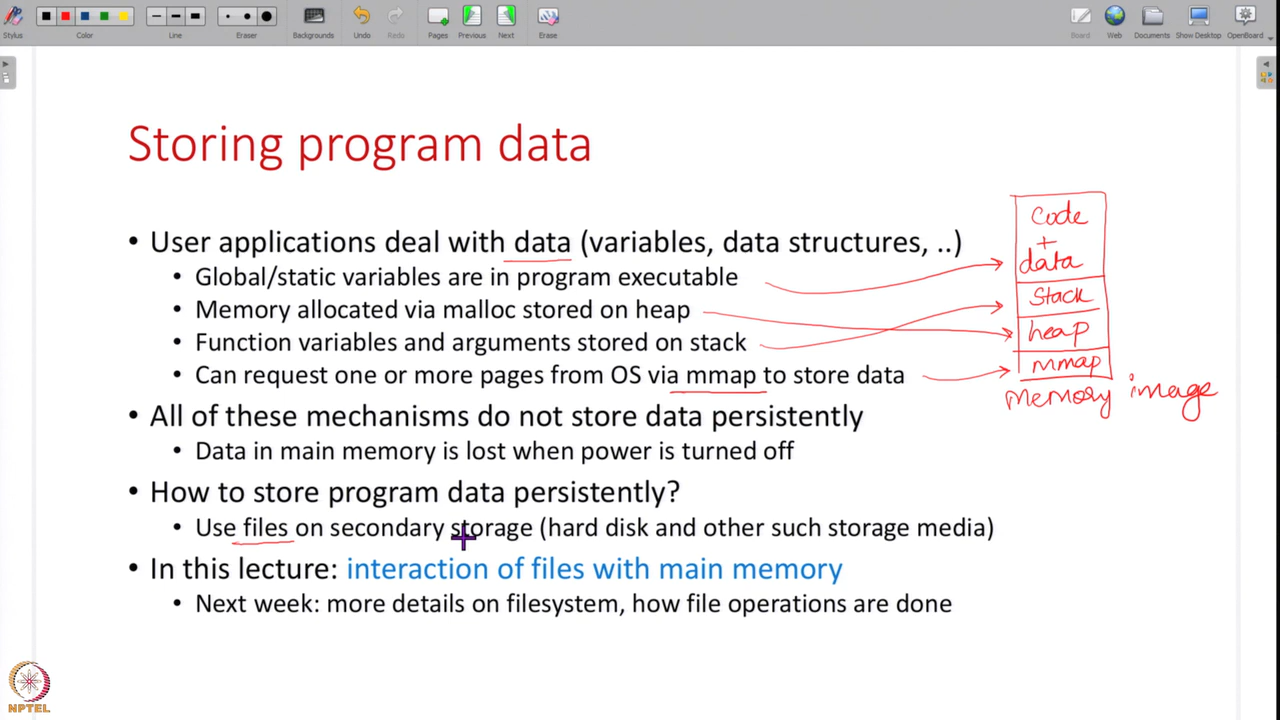 Stylus
Color
Line
Eraser
Backgrounds
Undo
Redo
Pages
Previous
Next
Erase
Board
Web
Documents
Show Desktop
OpenBoard
Storing program data
• User applications deal with data (variables, data structures, ..)
• Global/static variables are in program executable
• Memory allocated via malloc stored on heap
• Function variables and arguments stored on stack
• Can request one or more pages from OS via mmap to store data
• All of these mechanisms do not store data persistently
• Data in main memory is lost when power is turned off
• How to store program data persistently?
• Use files on secondary storage (hard disk and other such storage media)
• In this lecture: interaction of files with main memory
• Next week: more details on filesystem, how file operations are done
code
+
data
Stack
heap
mmap
memory image
NPTEL